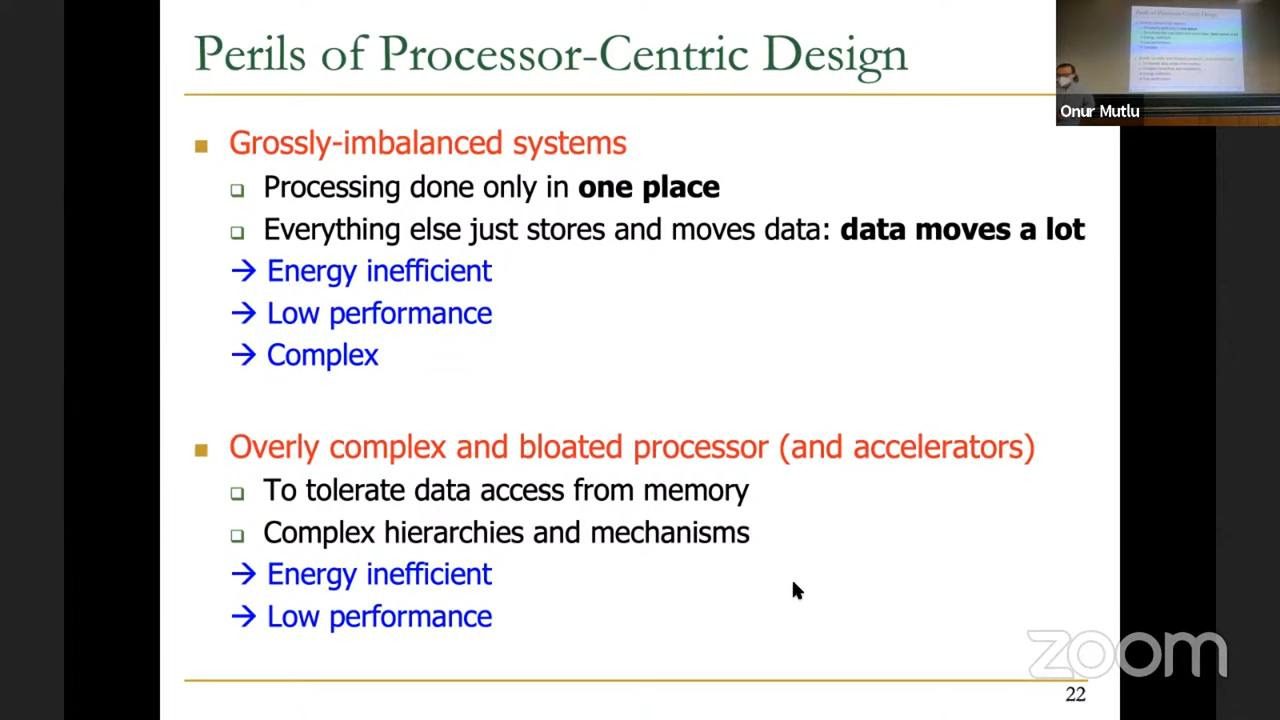 Perils of Processor-Centric Design
Onur Mutlu
Grossly-imbalanced systems
Processing done only in one place
Everything else just stores and moves data: data moves a lot
→ Energy inefficient
→ Low performance
→ Complex
Overly complex and bloated processor (and accelerators)
To tolerate data access from memory
Complex hierarchies and mechanisms
→ Energy inefficient
→ Low performance
zoom
22